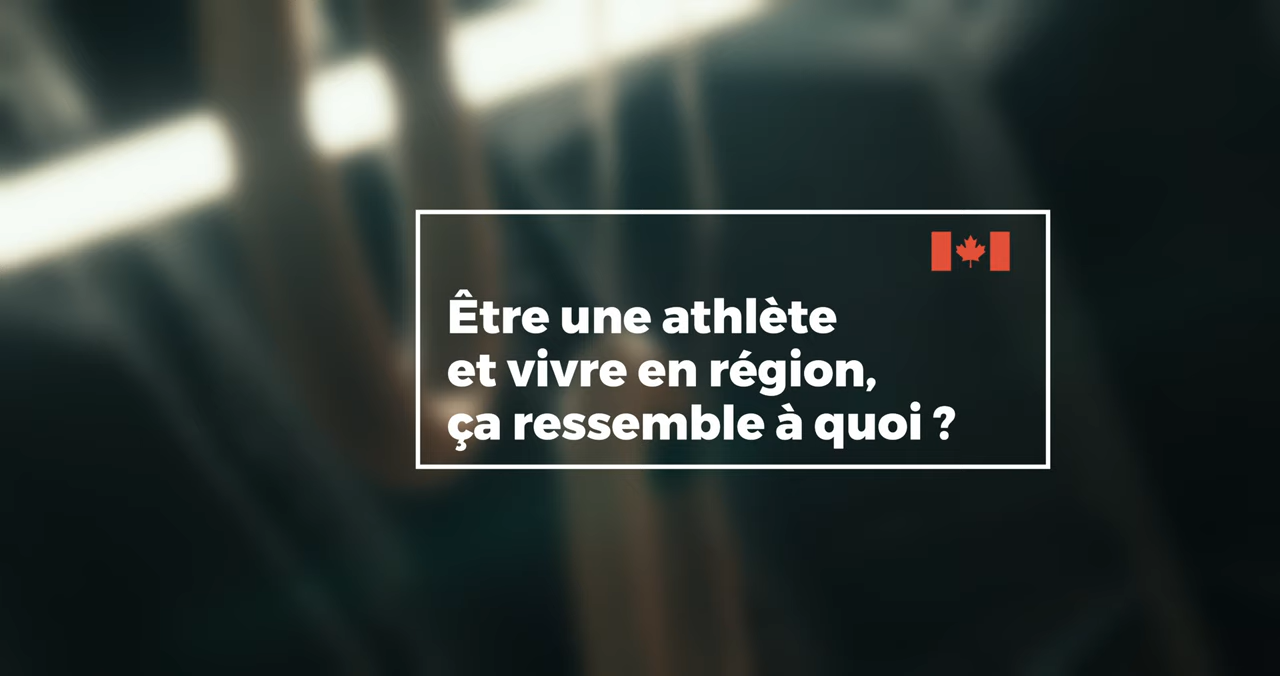 Être une athlète
et vivre en région,
ça ressemble à quoi ?